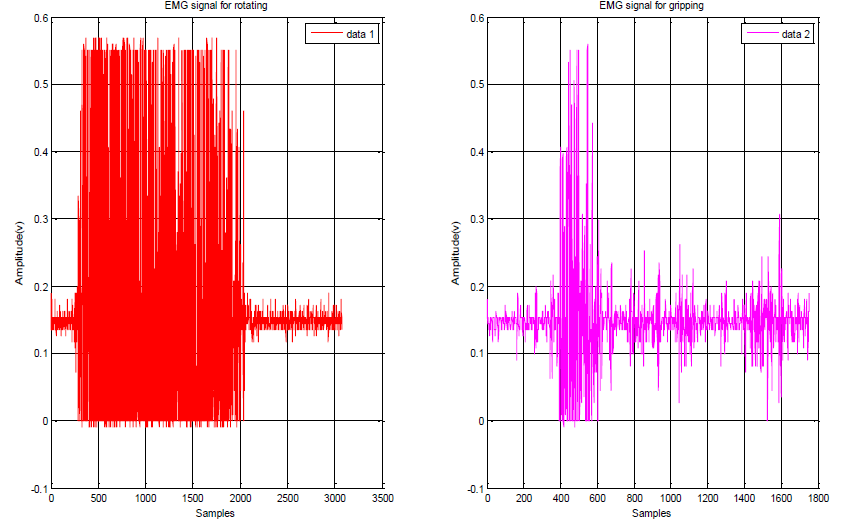 EMG signal for rotating
data 1
0.6
0.5
0.4
0.3
0.2
0.1
0
-0.1
Amplitude(v)
0 500 1000 1500 2000 2500 3000 3500
Samples
EMG signal for gripping
data 2
0.6
0.5
0.4
0.3
0.2
0.1
0
-0.1
Amplitude(v)
0 200 400 600 800 1000 1200 1400 1600 1800
Samples